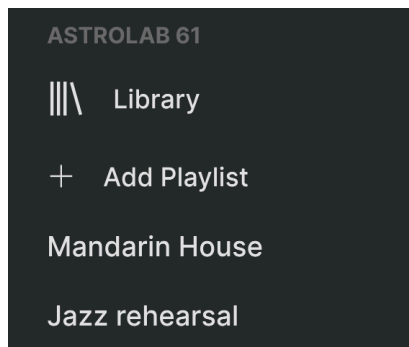 ASTROLAB 61
Library
Add Playlist
Mandarin House
Jazz rehearsal